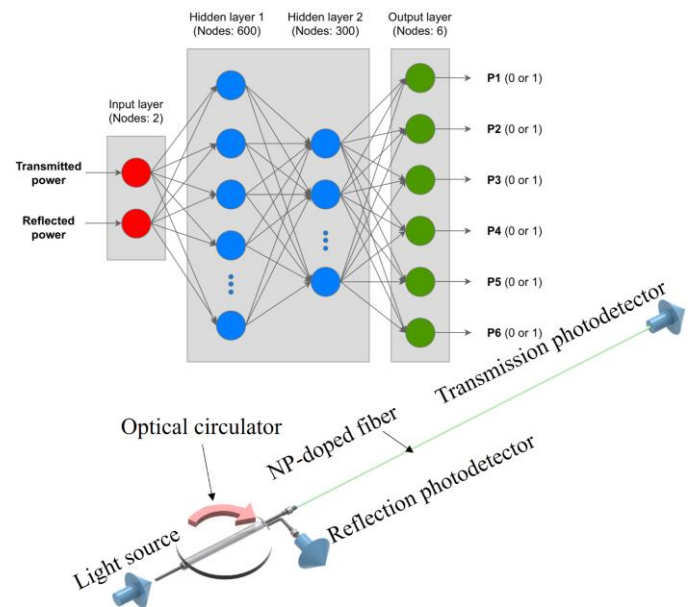 Hidden layer 1
(Nodes: 600)
Hidden layer 2
(Nodes: 300)
Output layer
(Nodes: 6)
Input layer
(Nodes: 2)
Transmitted
power
Reflected
power
P1 (0 or 1)
P2 (0 or 1)
P3 (0 or 1)
P4 (0 or 1)
P5 (0 or 1)
P6 (0 or 1)
Transmission photodetector
NP-doped fiber
Optical circulator
Reflection photodetector
Light source